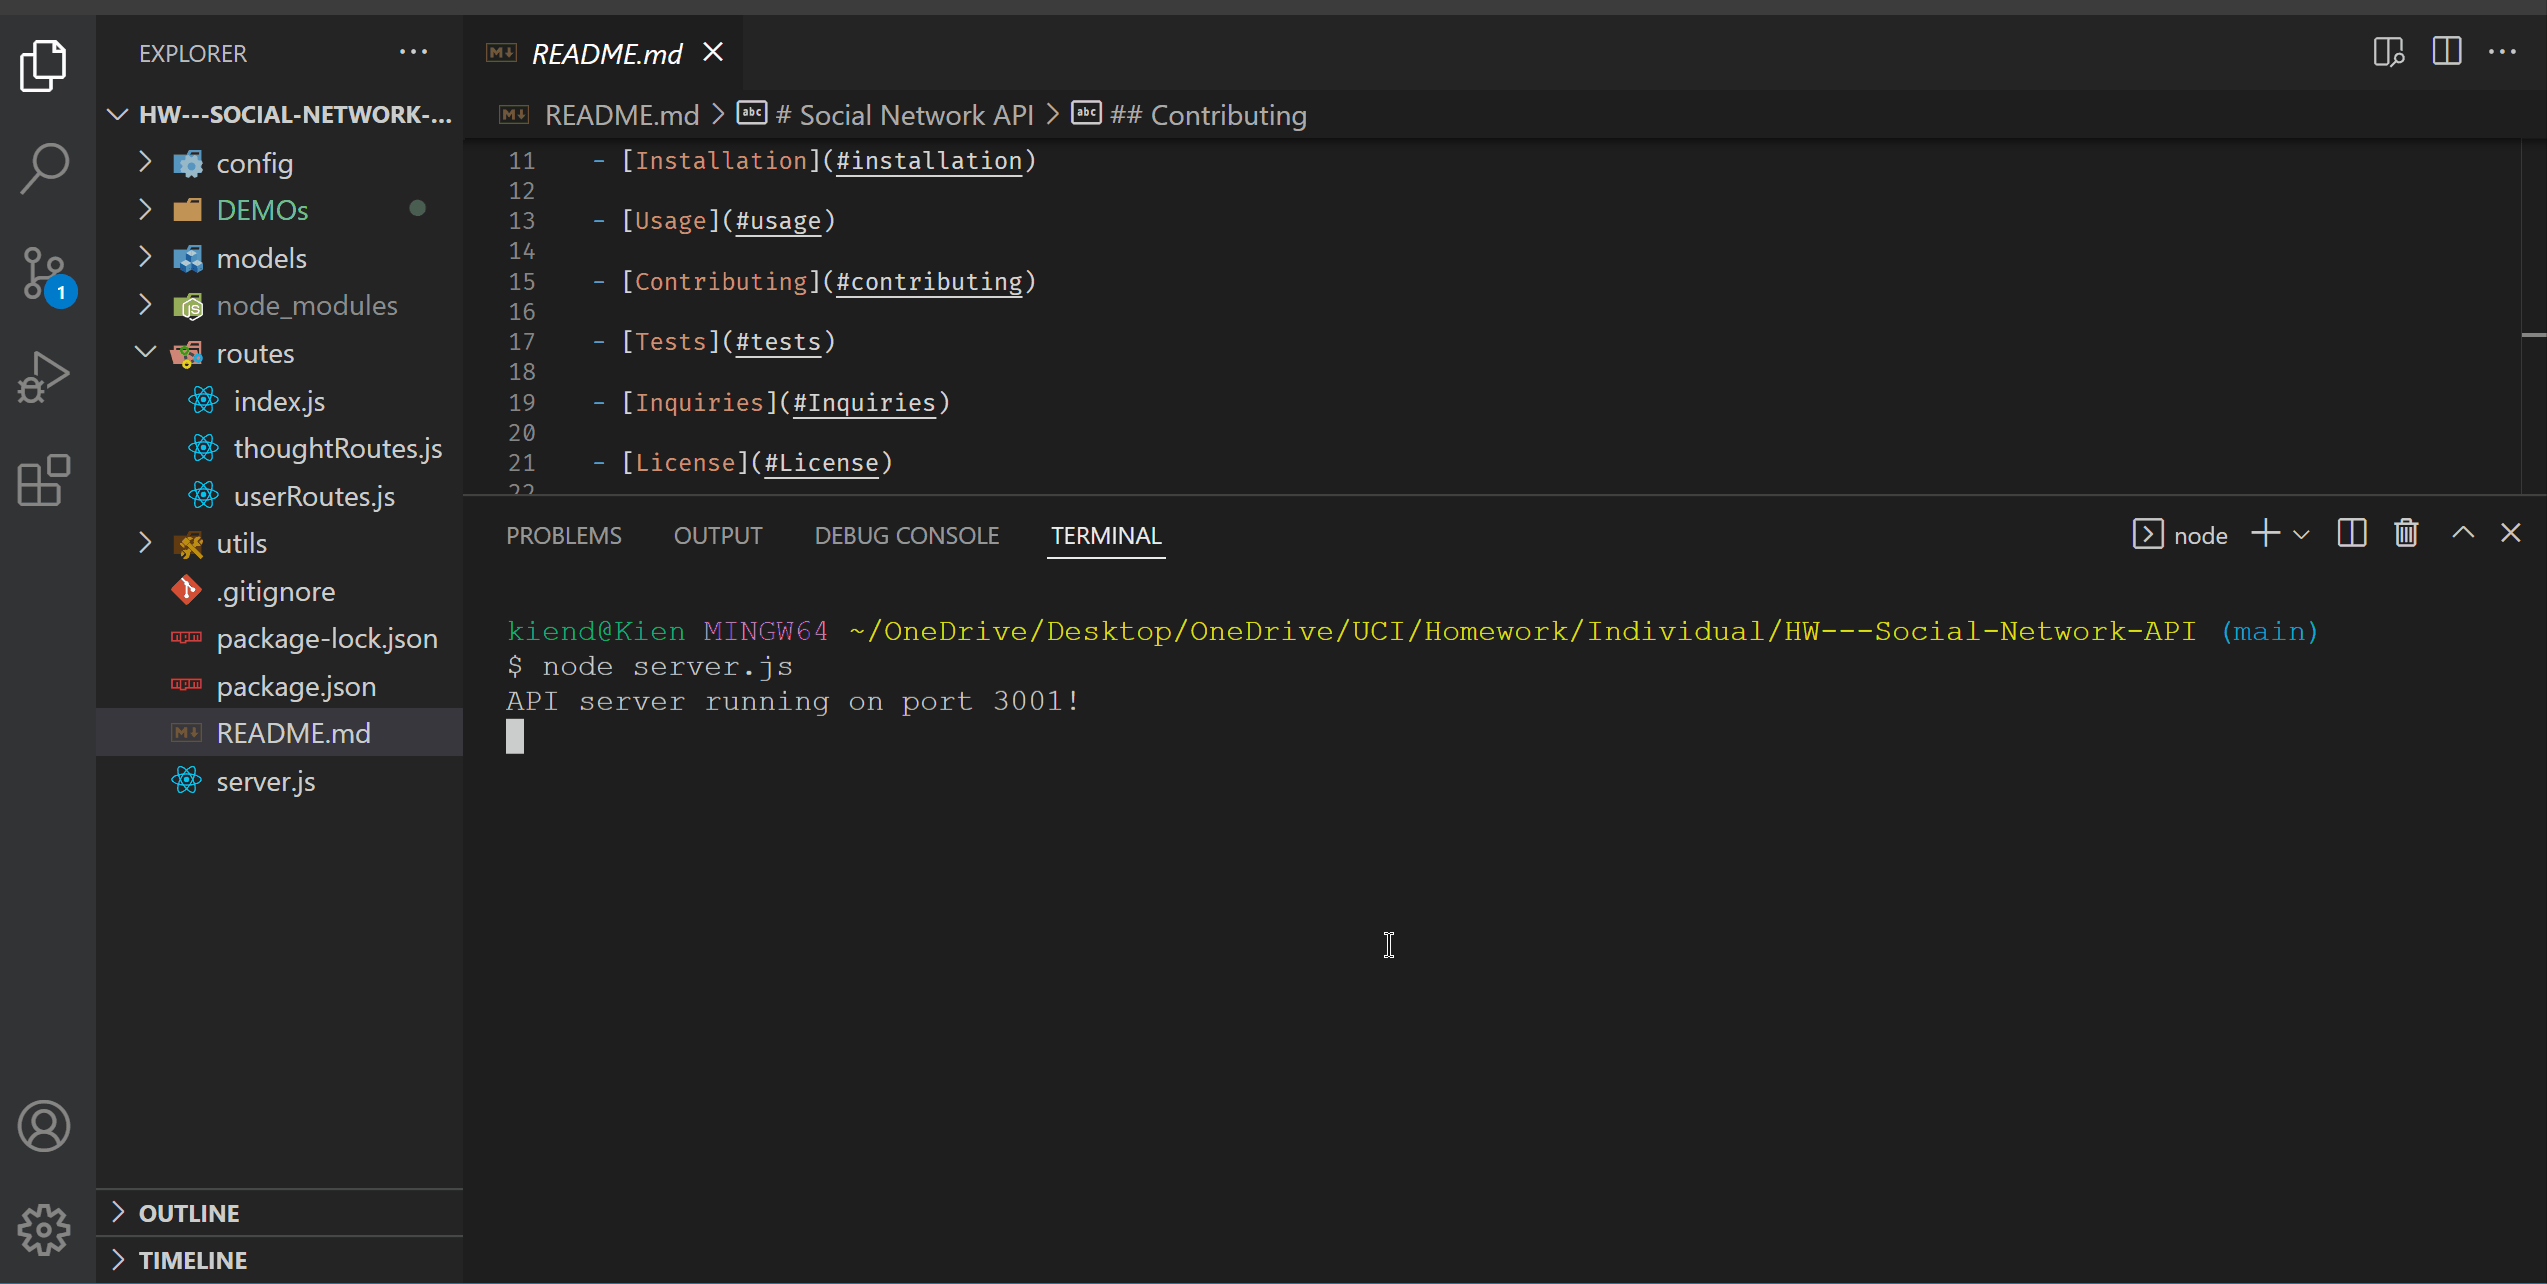 EXPLORER
HW---SOCIAL-NETWORK-...
config
DEMOs
models
node_modules
routes
index.js
thoughtRoutes.js
userRoutes.js
utils
.gitignore
package-lock.json
package.json
README.md
server.js
OUTLINE
TIMELINE
1
README.md
README.md > # Social Network API > ## Contributing
11 - [Installation](#installation)
12
13 - [Usage](#usage)
14
15 - [Contributing](#contributing)
16
17 - [Tests](#tests)
18
19 - [Inquiries](#Inquiries)
20
21 - [License](#License)
22
PROBLEMS OUTPUT DEBUG CONSOLE TERMINAL node
kiend@Kien MINGW64 ~/OneDrive/Desktop/OneDrive/UCI/Homework/Individual/HW---Social-Network-API (main)
$ node server.js
API server running on port 3001!